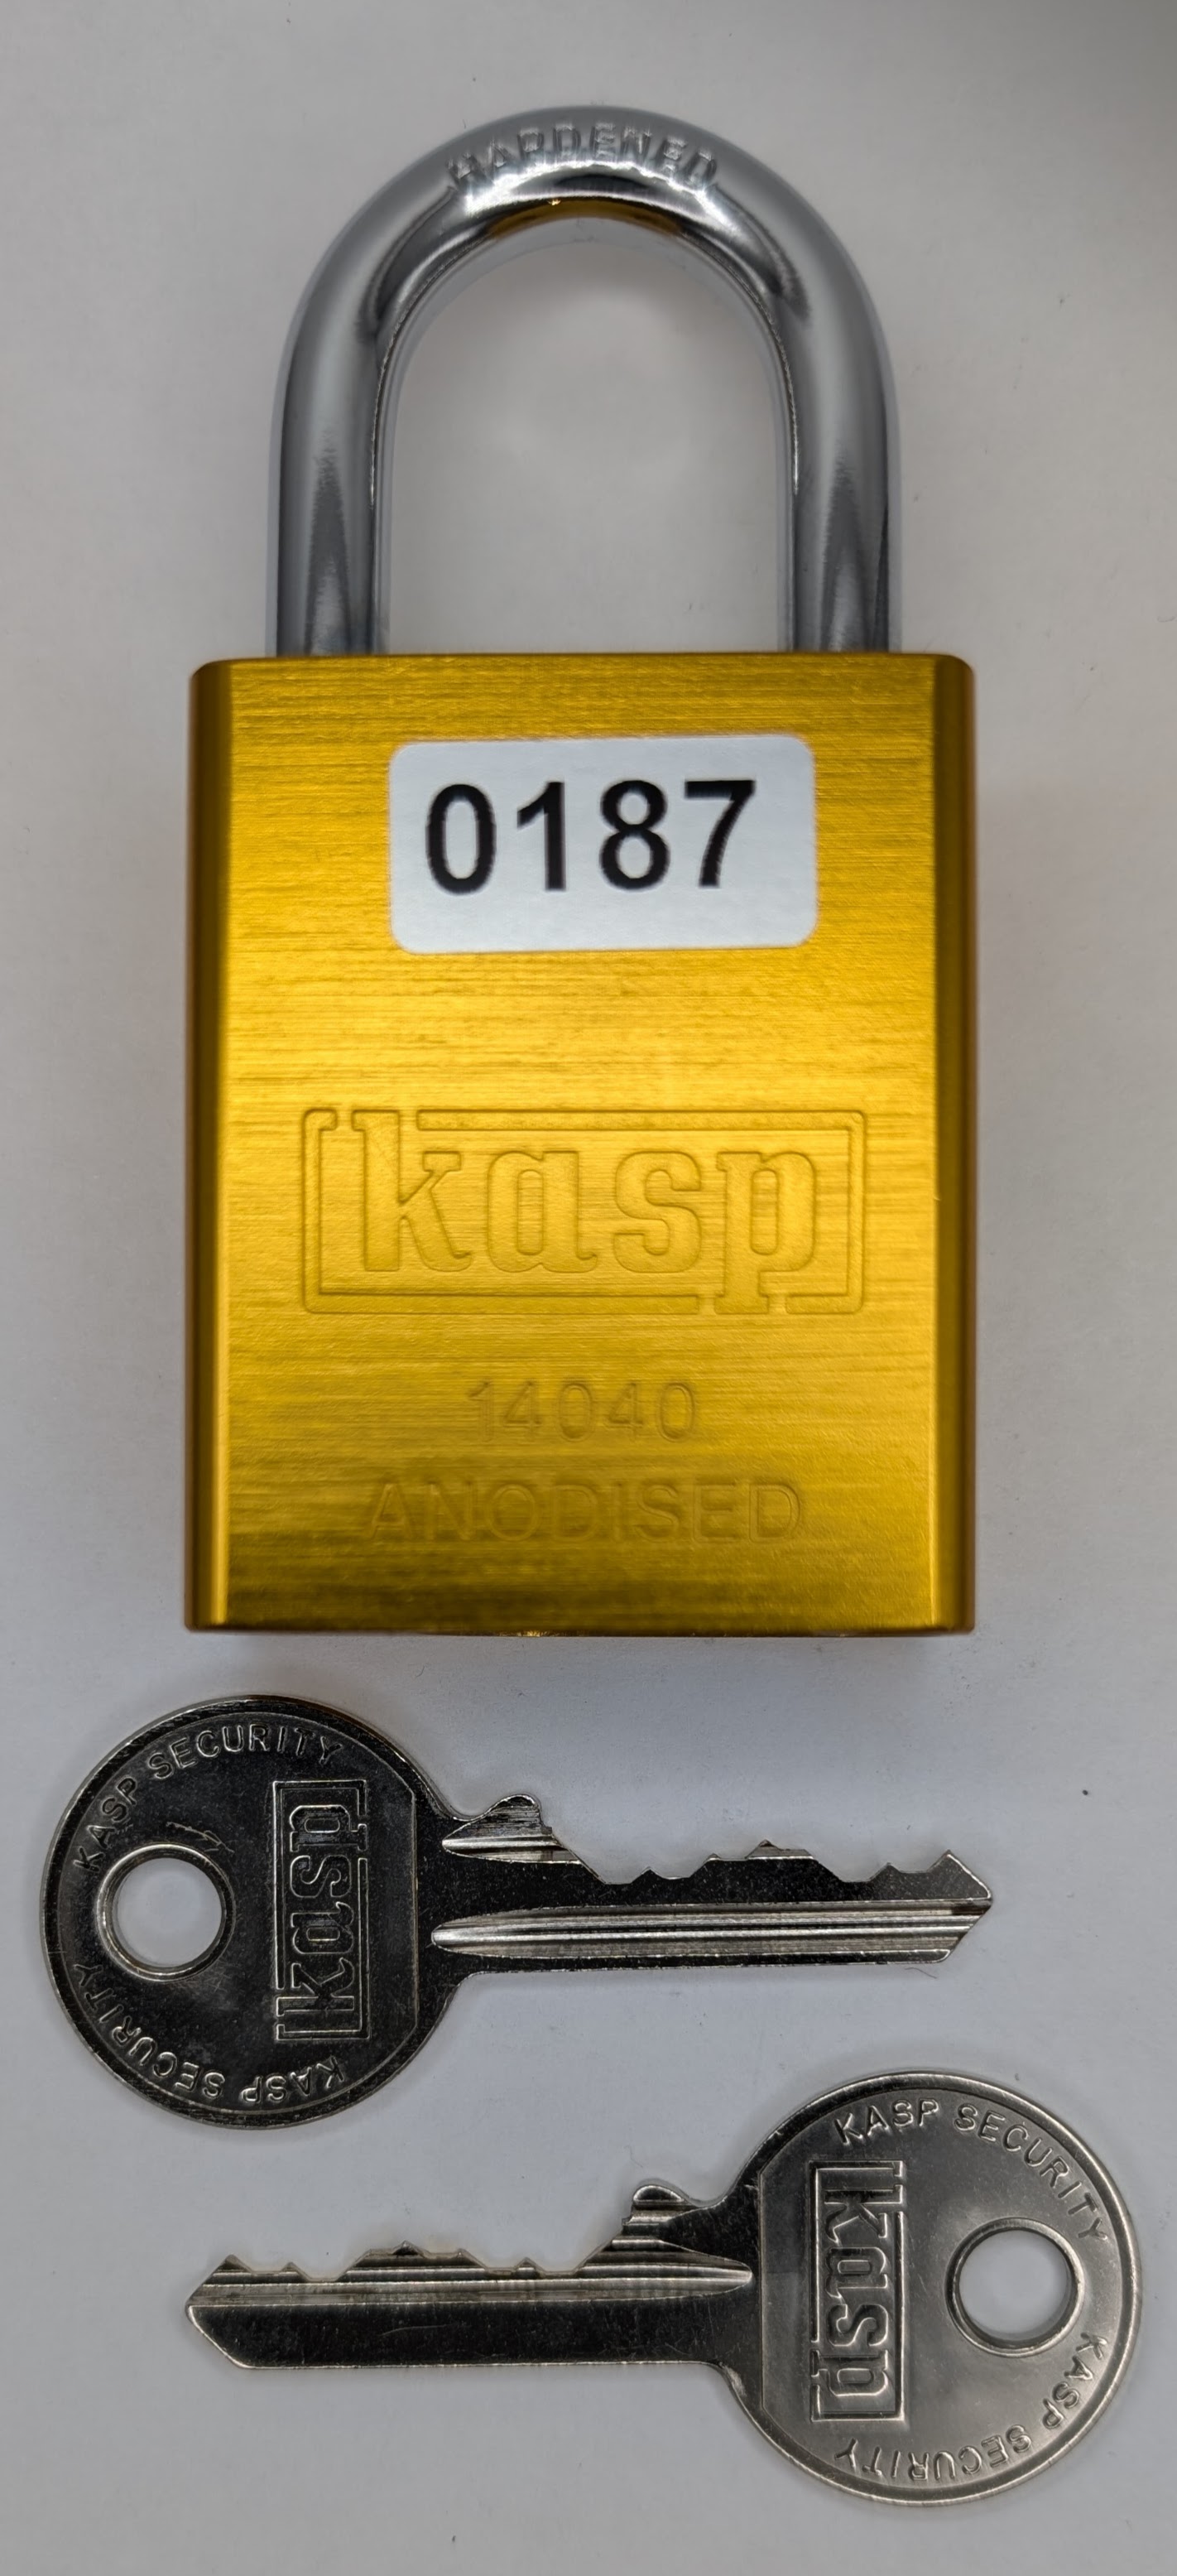 HARDENED
0187
kasp
14040
ANODISED
KASP SECURITY
kasp
KASP SECURITY
KASP SECURITY
kasp
KASP SECURITY